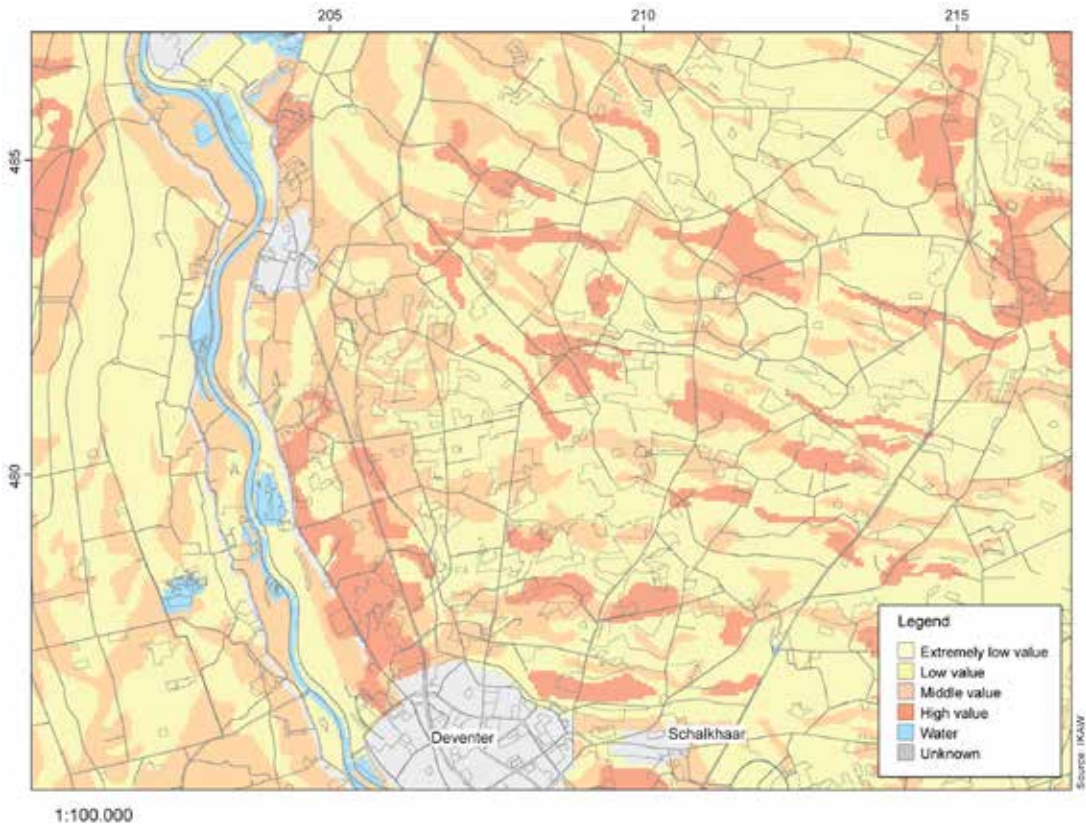 205 210 215
485
480
Deventer
Schalkhaar
Legend
Extremely low value
Low value
Middle value
High value
Water
Unknown
Source: IKAW
1:100.000